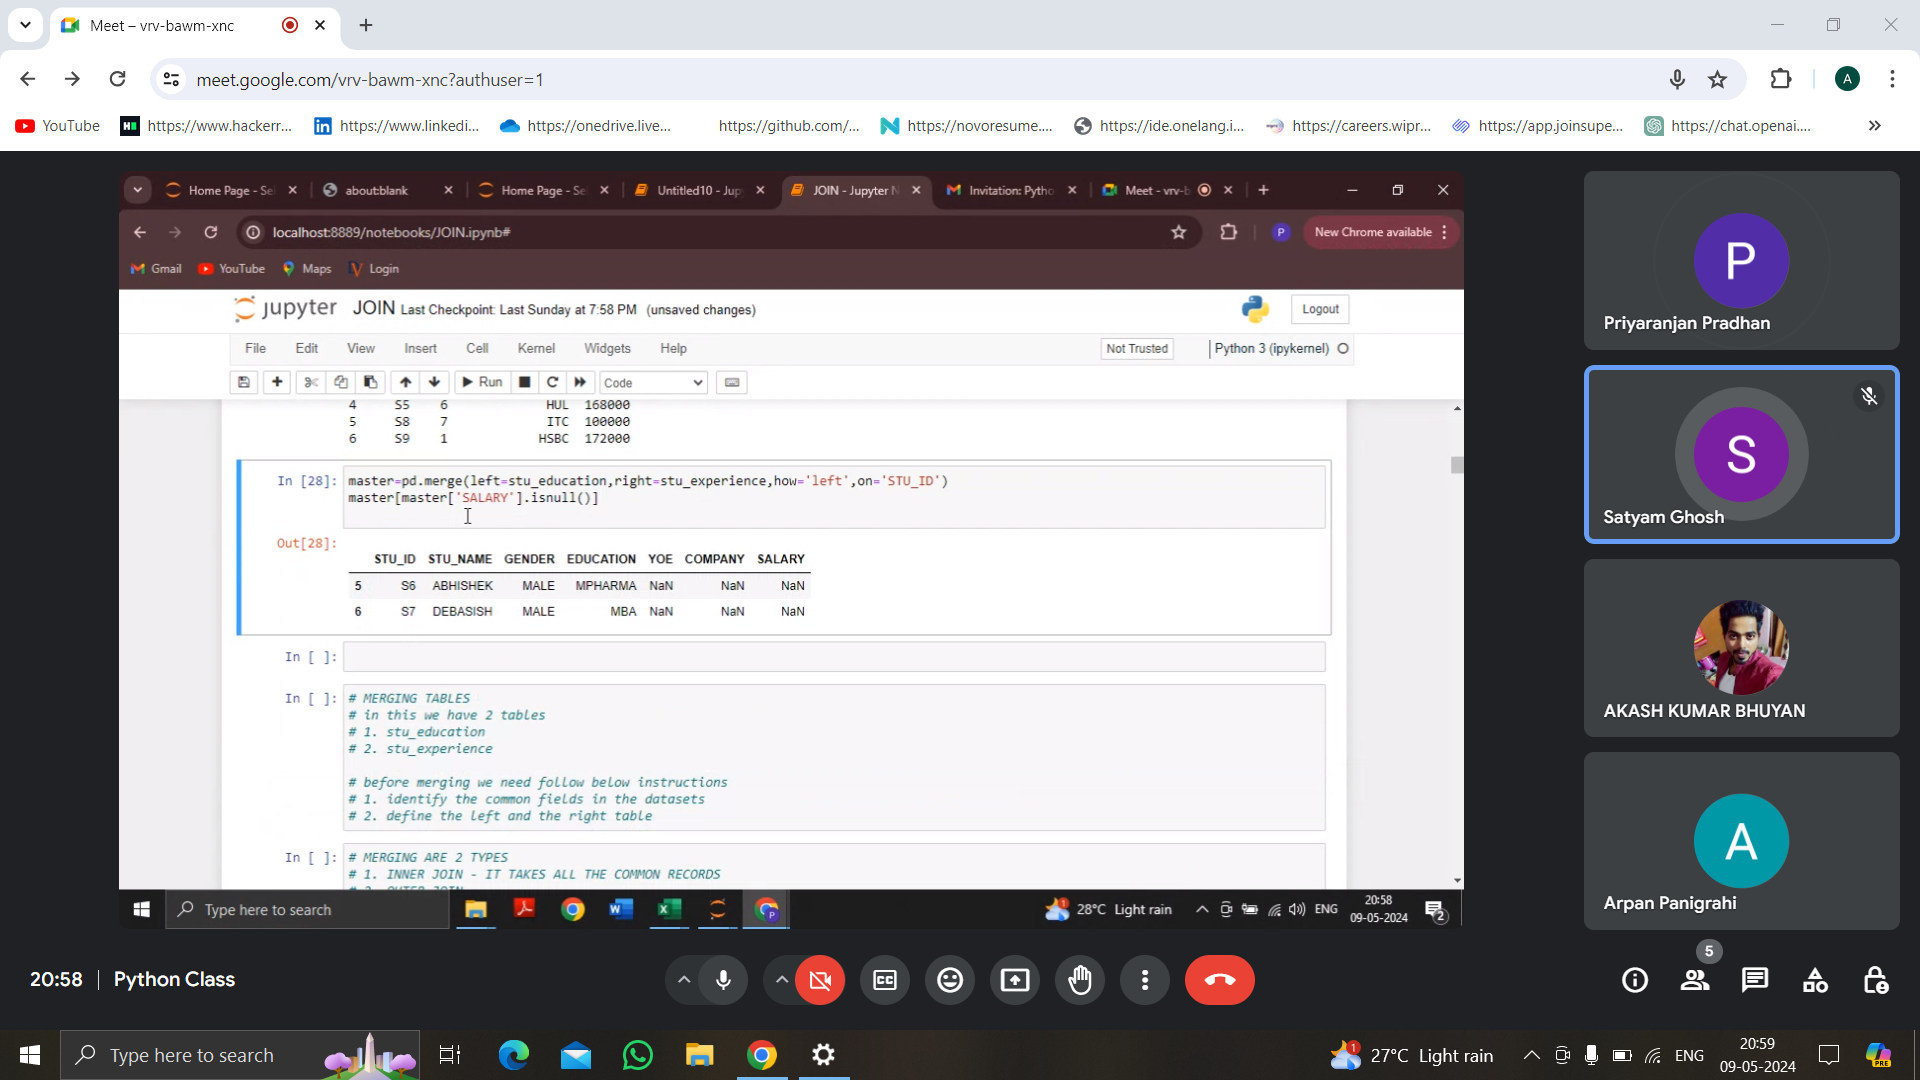 Meet – vrv-bawm-xnc
meet.google.com/vrv-bawm-xnc?authuser=1
A
YouTube
https://www.hackerr...
https://www.linkedi...
https://onedrive.live...
https://github.com/...
https://novoresume....
https://ide.onelang.i...
https://careers.wipr...
https://app.joinsupe...
https://chat.openai....
Home Page - Se
about:blank
Home Page - Se
Untitled10 - Jup
JOIN - Jupyter N
Invitation: Pytho
Meet - vrv-b
localhost:8889/notebooks/JOIN.ipynb#
P
New Chrome available
Gmail
YouTube
Maps
Login
jupyter JOIN Last Checkpoint: Last Sunday at 7:58 PM (unsaved changes)
Logout
File Edit View Insert Cell Kernel Widgets Help
Not Trusted
Python 3 (ipykernel)
Run
Code
4 S5 6 HUL 168000
5 S8 7 ITC 100000
6 S9 1 HSBC 172000
In [28]: master=pd.merge(left=stu_education,right=stu_experience,how='left',on='STU_ID')
master[master['SALARY'].isnull()]
Out[28]:
STU_ID STU_NAME GENDER EDUCATION YOE COMPANY SALARY
5 S6 ABHISHEK MALE MPHARMA NaN NaN NaN
6 S7 DEBASISH MALE MBA NaN NaN NaN
In [ ]:
In [ ]: # MERGING TABLES
# in this we have 2 tables
# 1. stu_education
# 2. stu_experience
# before merging we need follow below instructions
# 1. identify the common fields in the datasets
# 2. define the left and the right table
In [ ]: # MERGING ARE 2 TYPES
# 1. INNER JOIN - IT TAKES ALL THE COMMON RECORDS
# 2. OUTER JOIN
Type here to search
28°C Light rain
ENG
20:58
09-05-2024
2
P
Priyaranjan Pradhan
S
Satyam Ghosh
AKASH KUMAR BHUYAN
A
Arpan Panigrahi
20:58 | Python Class
CC
5
Type here to search
1
27°C Light rain
ENG
20:59
09-05-2024
PRE